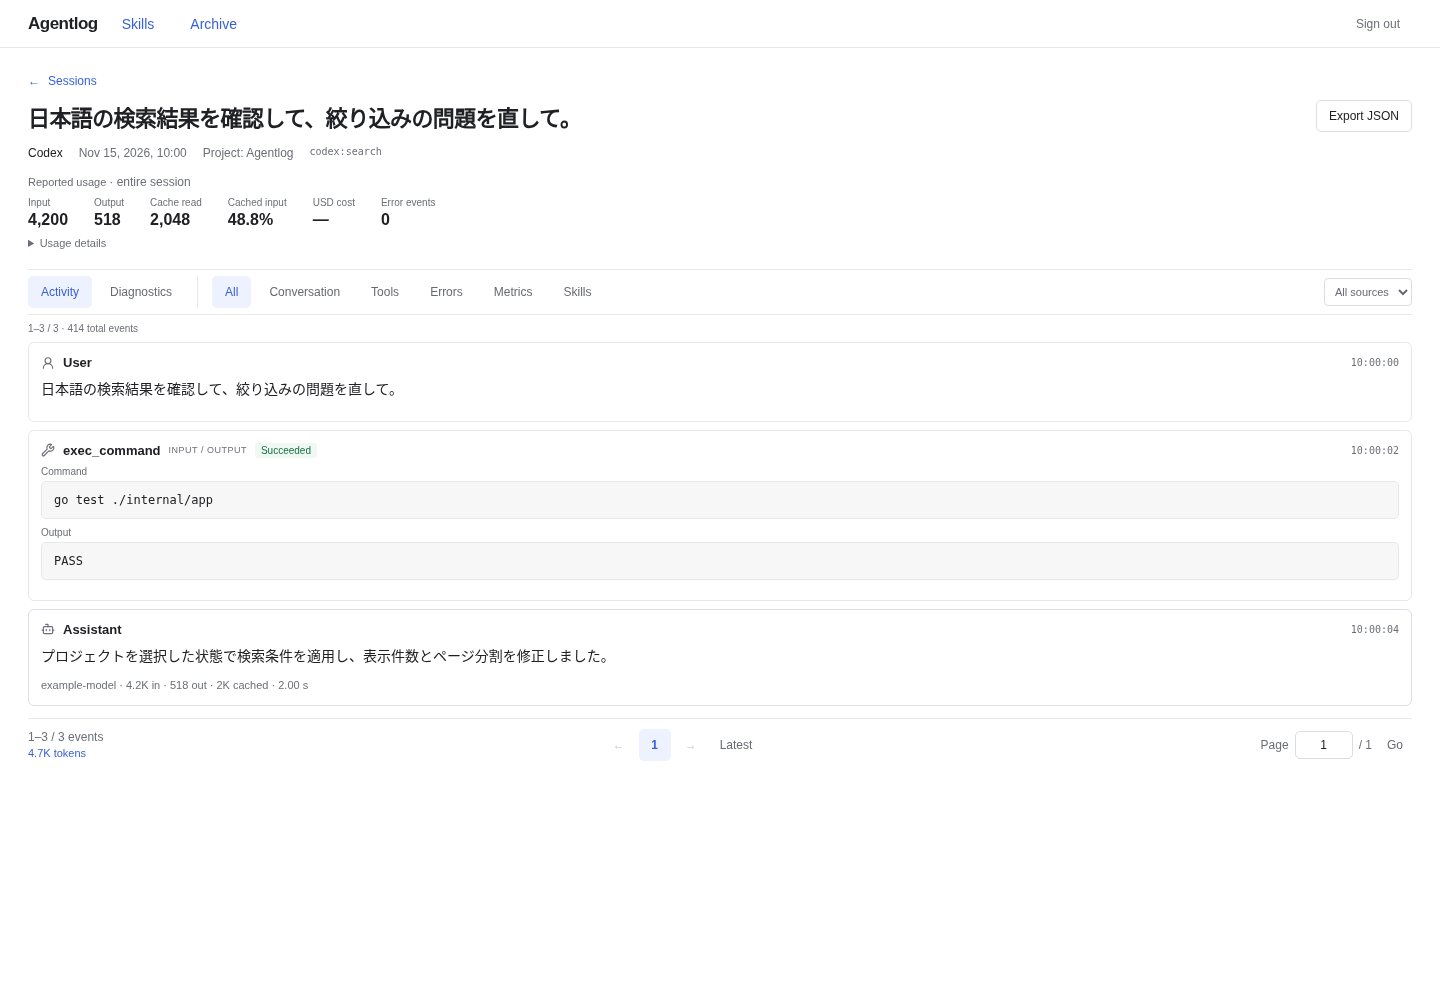 Agentlog Skills Archive Sign out
← Sessions
日本語の検索結果を確認して、絞り込みの問題を直して。
Export JSON
Codex Nov 15, 2026, 10:00 Project: Agentlog codex:search
Reported usage · entire session
Input Output Cache read Cached input USD cost Error events
4,200 518 2,048 48.8% — 0
▶ Usage details
Activity Diagnostics All Conversation Tools Errors Metrics Skills All sources
1–3 / 3 · 414 total events
User 10:00:00
日本語の検索結果を確認して、絞り込みの問題を直して。
exec_command INPUT / OUTPUT Succeeded 10:00:02
Command
go test ./internal/app
Output
PASS
Assistant 10:00:04
プロジェクトを選択した状態で検索条件を適用し、表示件数とページ分割を修正しました。
example-model · 4.2K in · 518 out · 2K cached · 2.00 s
1–3 / 3 events
4.7K tokens
← 1 → Latest
Page 1 / 1 Go